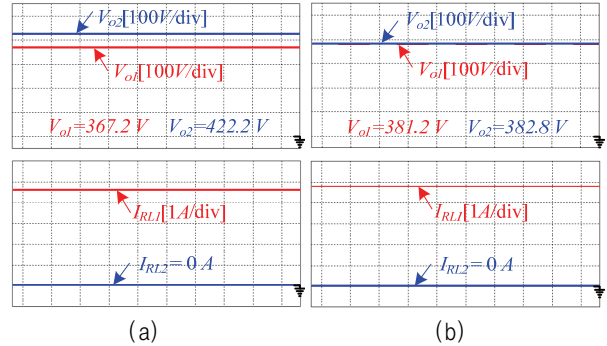 Vo2[100V/div]
Vo1[100V/div]
Vo1=367.2 V Vo2=422.2 V
IRL1[1A/div]
IRL2=0 A
(a)
Vo2[100V/div]
Vo1[100V/div]
Vo1=381.2 V Vo2=382.8 V
IRL1[1A/div]
IRL2=0 A
(b)